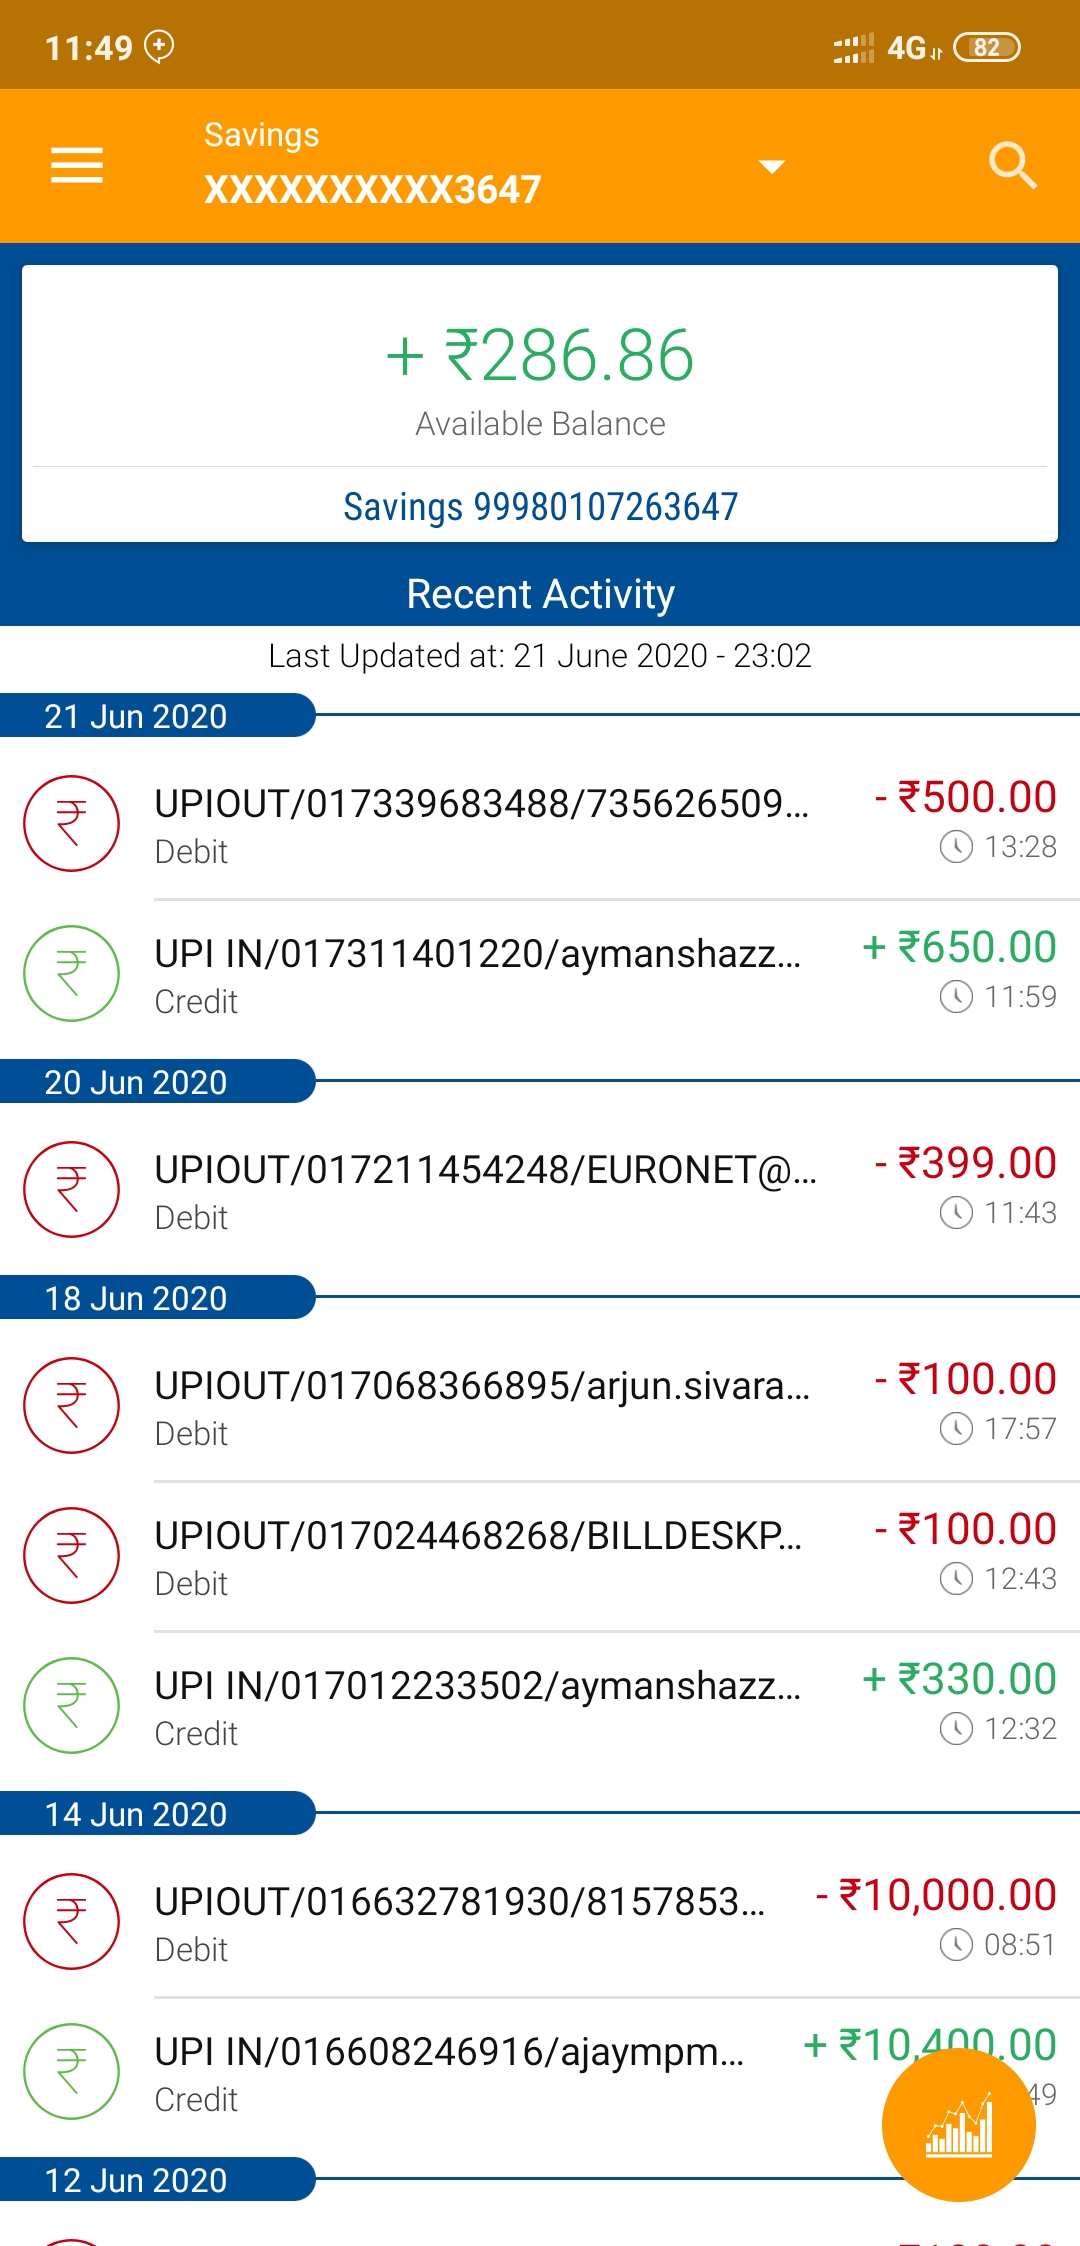 11:49 4G 82
Savings
XXXXXXXXXX3647
+ ₹286.86
Available Balance
Savings 99980107263647
Recent Activity
Last Updated at: 21 June 2020 - 23:02
21 Jun 2020
UPIOUT/017339683488/735626509... - ₹500.00
Debit 13:28
UPI IN/017311401220/aymanshazz... + ₹650.00
Credit 11:59
20 Jun 2020
UPIOUT/017211454248/EURONET@... - ₹399.00
Debit 11:43
18 Jun 2020
UPIOUT/017068366895/arjun.sivara... - ₹100.00
Debit 17:57
UPIOUT/017024468268/BILLDESKP... - ₹100.00
Debit 12:43
UPI IN/017012233502/aymanshazz... + ₹330.00
Credit 12:32
14 Jun 2020
UPIOUT/016632781930/8157853... - ₹10,000.00
Debit 08:51
UPI IN/016608246916/ajaympm... + ₹10,400.00
Credit 49
12 Jun 2020